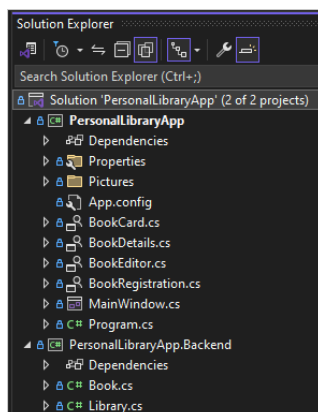 Solution Explorer
Search Solution Explorer (Ctrl+;)
Solution 'PersonalLibraryApp' (2 of 2 projects)
C# PersonalLibraryApp
Dependencies
Properties
Pictures
App.config
BookCard.cs
BookDetails.cs
BookEditor.cs
BookRegistration.cs
MainWindow.cs
C# Program.cs
C# PersonalLibraryApp.Backend
Dependencies
C# Book.cs
C# Library.cs